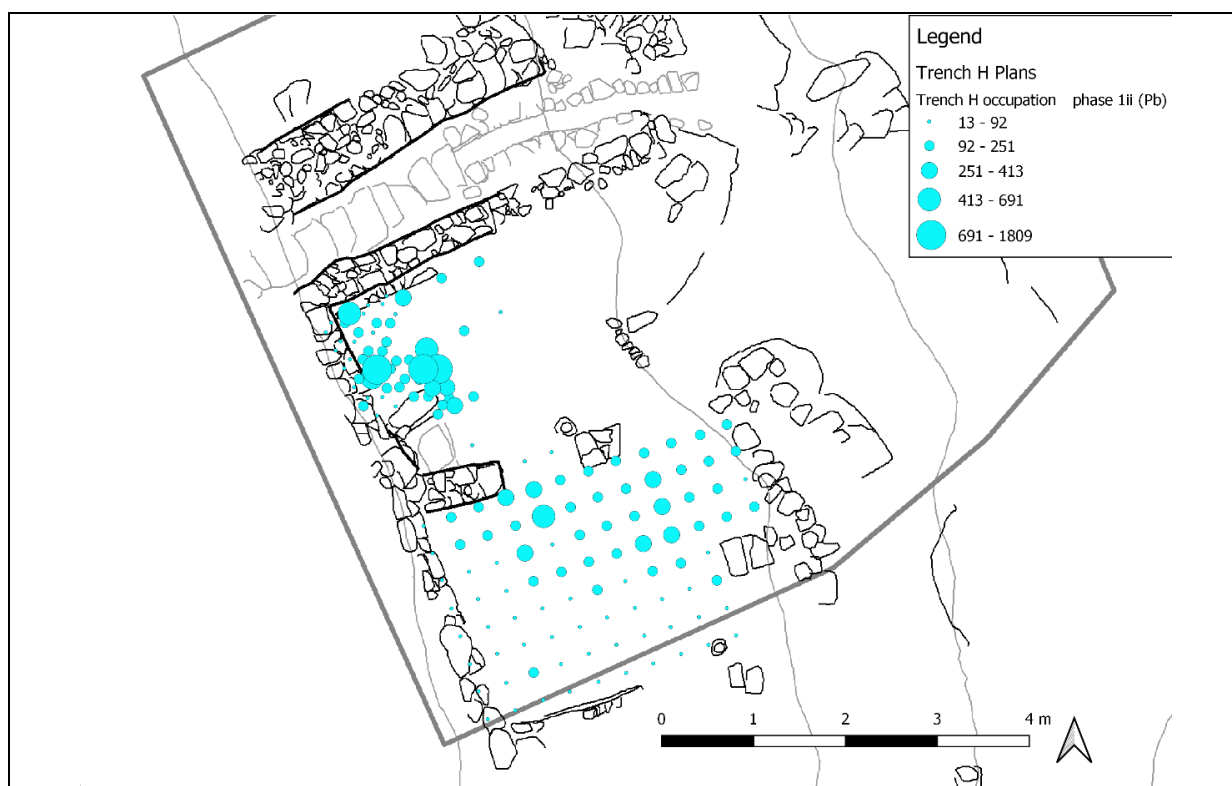 Legend
Trench H Plans
Trench H occupation phase 1ii (Pb)
13 - 92
92 - 251
251 - 413
413 - 691
691 - 1809
0 1 2 3 4 m